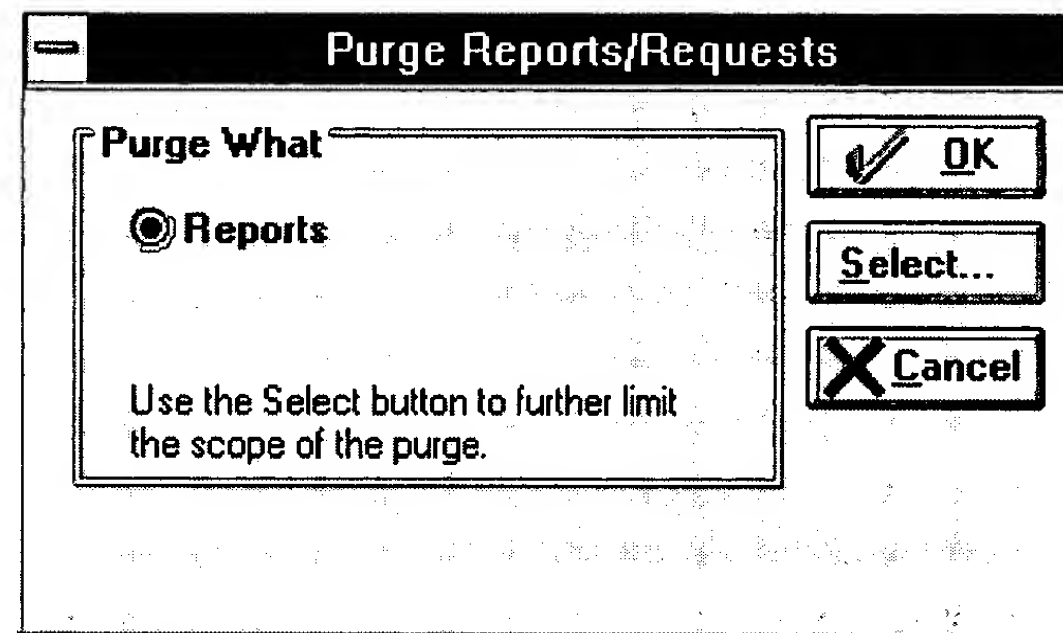 Purge Reports/Requests
Purge What
Reports
Use the Select button to further limit
the scope of the purge.
OK
Select...
Cancel